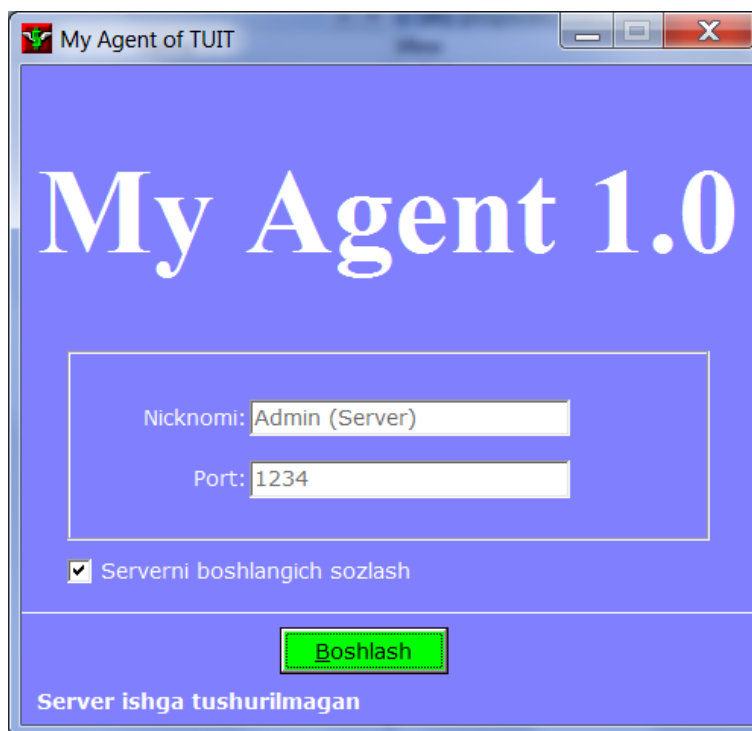 My Agent of TUIT
My Agent 1.0
Nicknomi: Admin (Server)
Port: 1234
Serverni boshlangich sozlash
Boshlash
Server ishga tushurilmagan